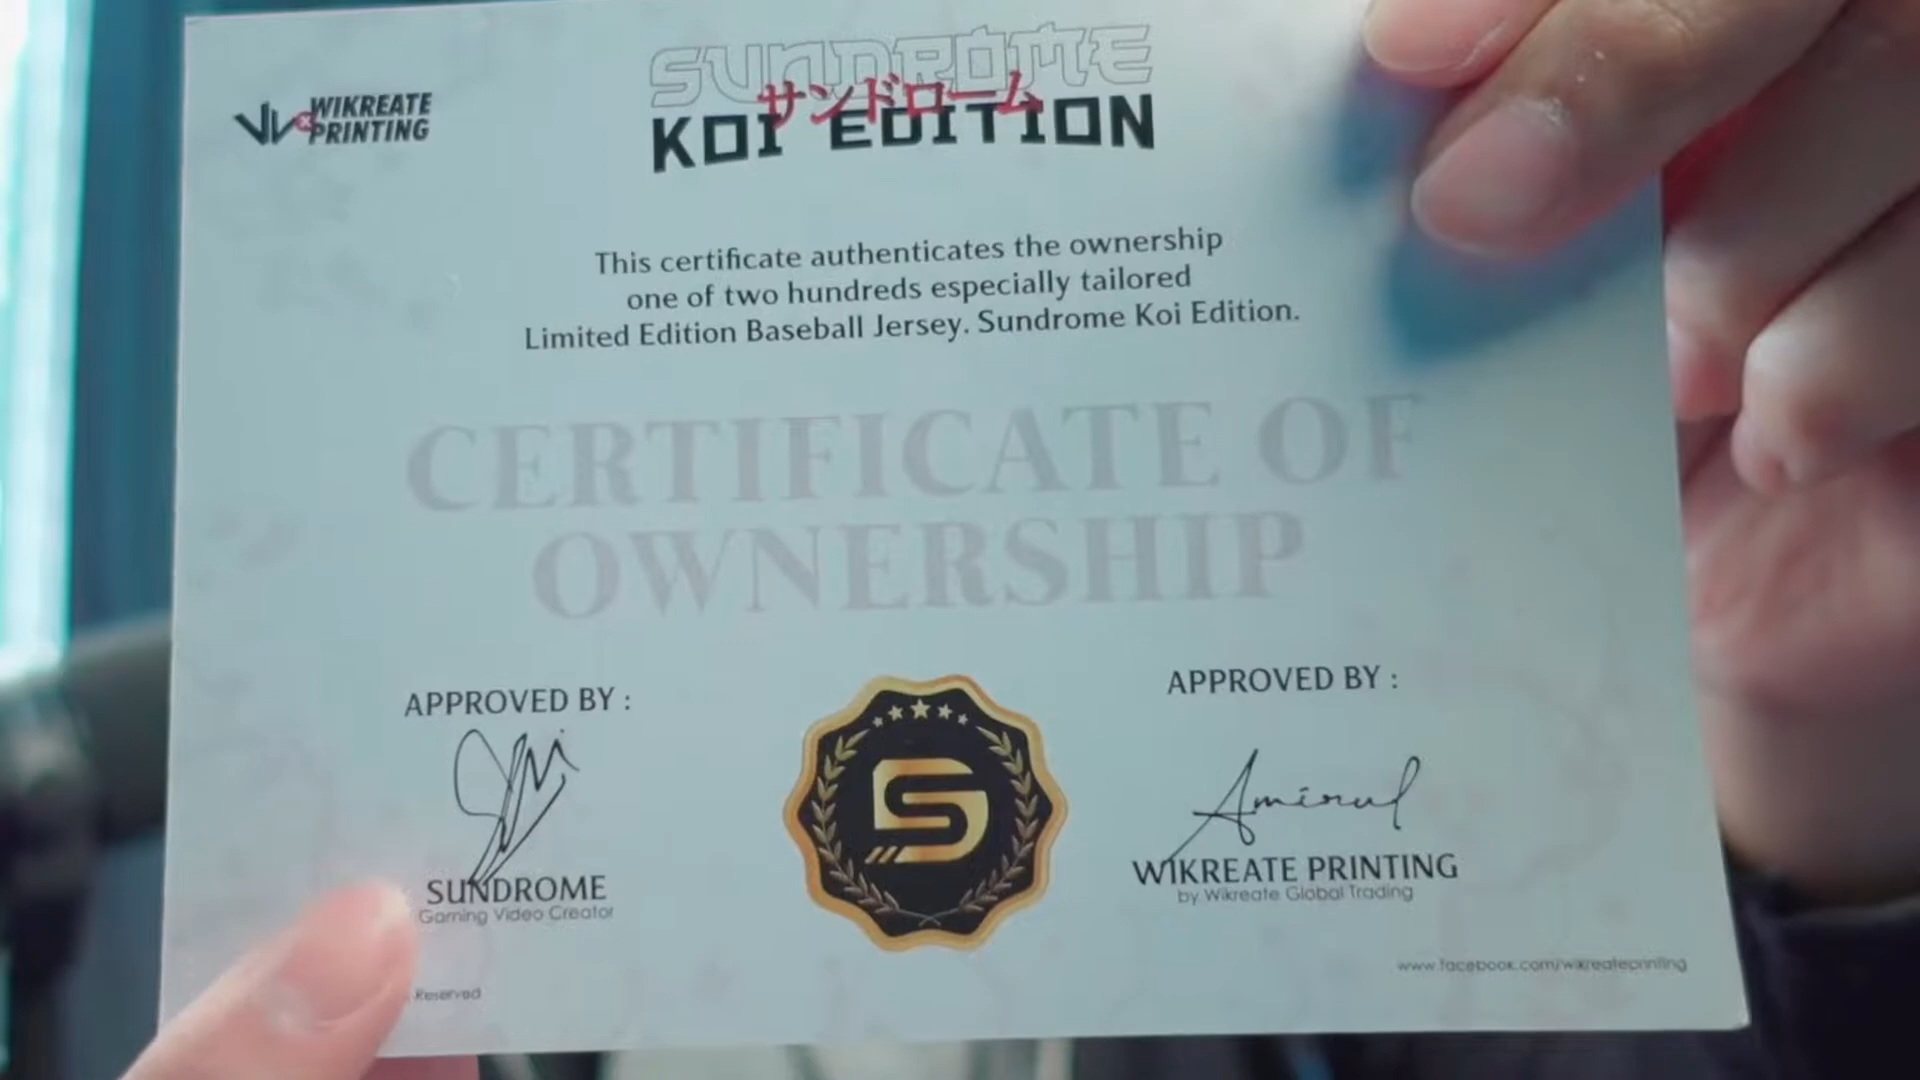 WIKREATE
PRINTING
SUNDROME
サンドローム
KOI EDITION
This certificate authenticates the ownership
one of two hundreds especially tailored
Limited Edition Baseball Jersey. Sundrome Koi Edition.
CERTIFICATE OF
OWNERSHIP
APPROVED BY :
SUNDROME
Gaming Video Creator
S
APPROVED BY :
Amirul
WIKREATE PRINTING
by Wikreate Global Trading
www.facebook.com/wikreateprinting
Reserved